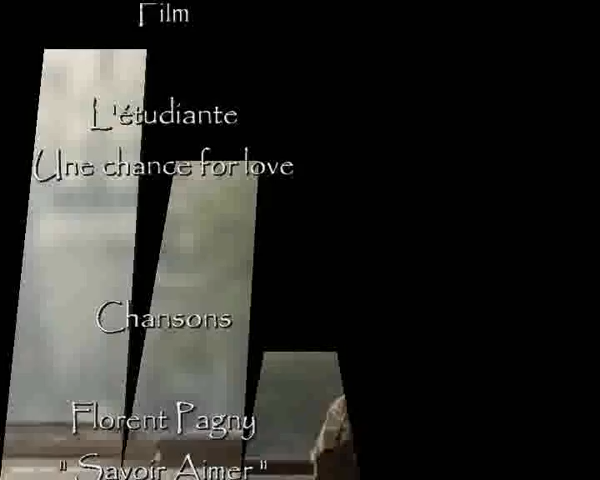 Film
L'étudiante
Une chance for love
Chansons
Florent Pagny
" Savoir Aimer "